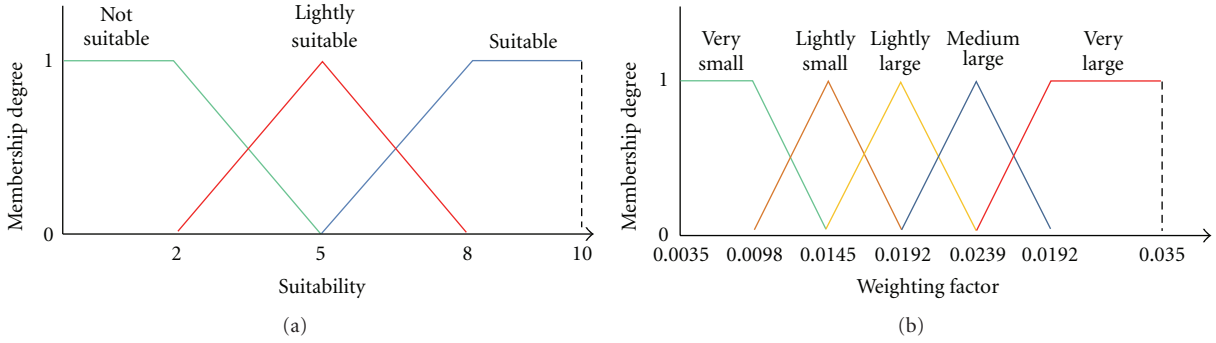 Not
suitable
Lightly
suitable
Suitable
1
Membership degree
0
2
5
8
10
Suitability
(a)
Very
small
Lightly
small
Lightly
large
Medium
large
Very
large
1
Membership degree
0
0.0035
0.0098
0.0145
0.0192
0.0239
0.0192
0.035
Weighting factor
(b)